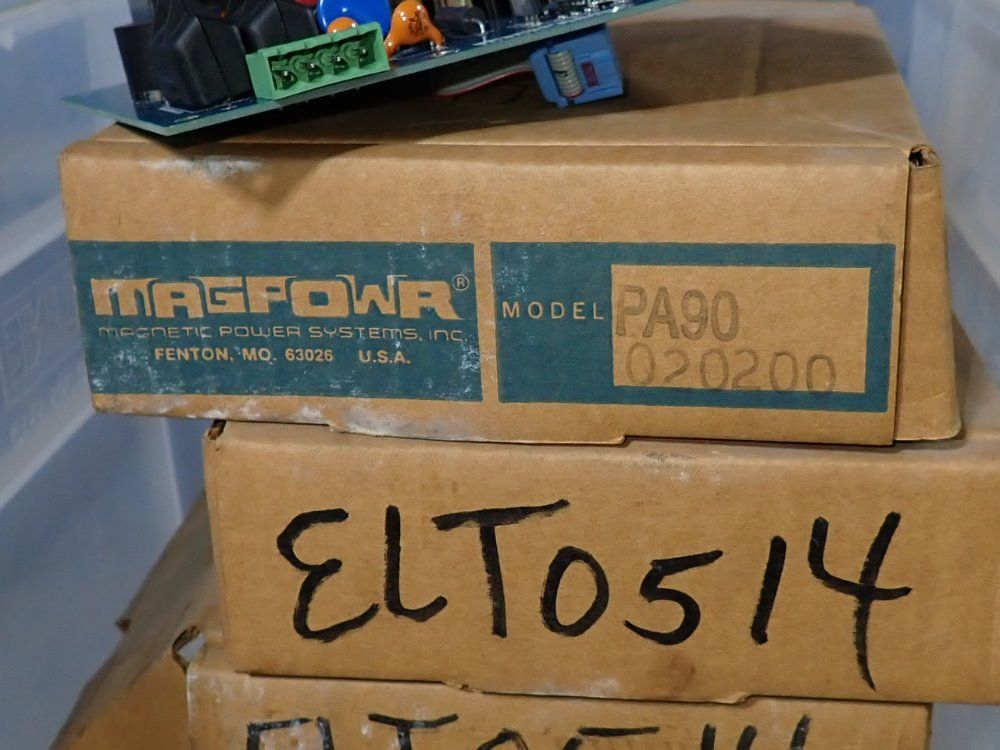 MAGPOWR®
MAGNETIC POWER SYSTEMS, INC.
FENTON, MO. 63026 U.S.A.
MODEL PA90
020200
ELT0514